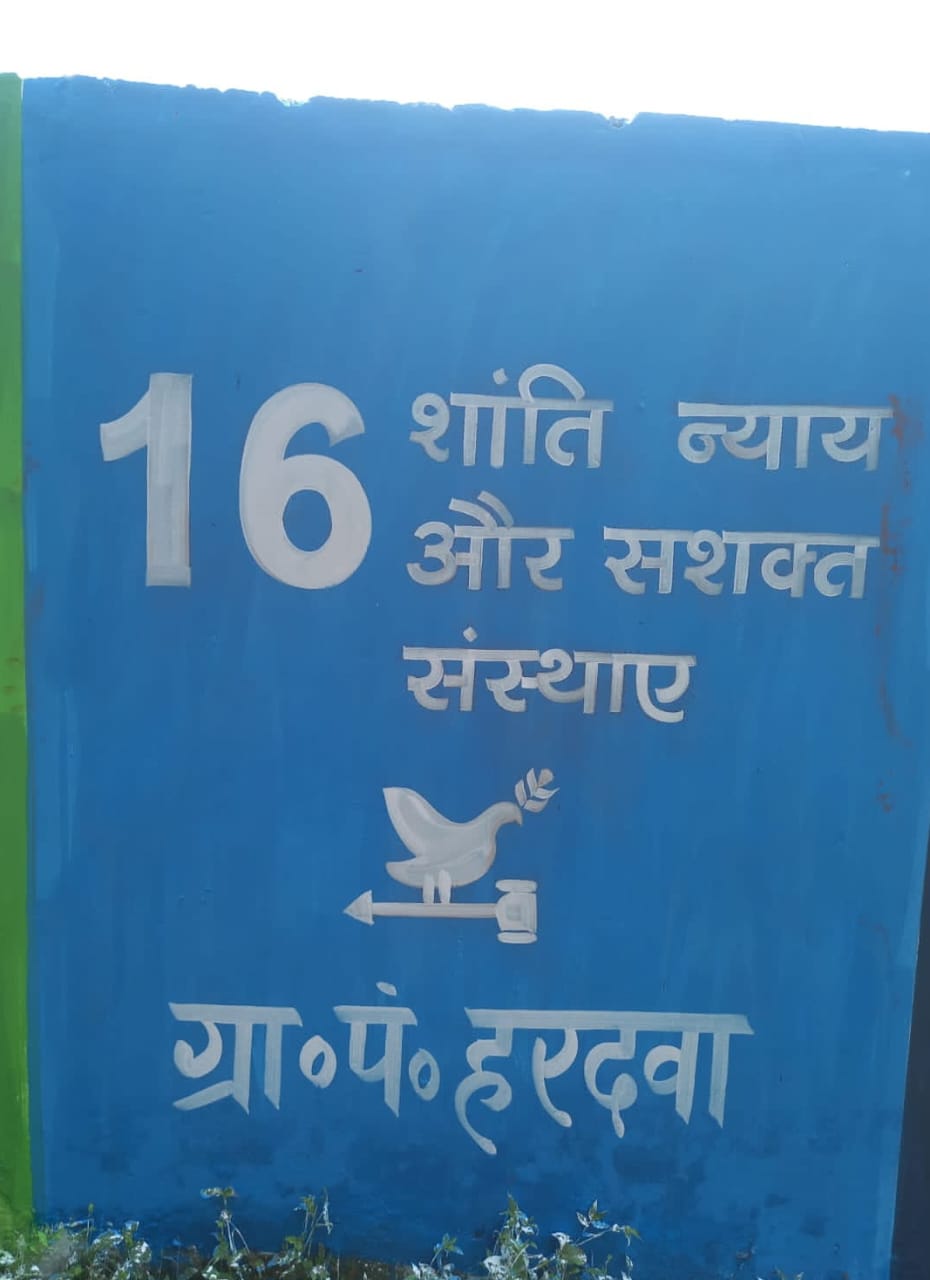 16 शांति न्याय
और सशक्त
संस्थाए
ग्रा॰पं॰हरदवा